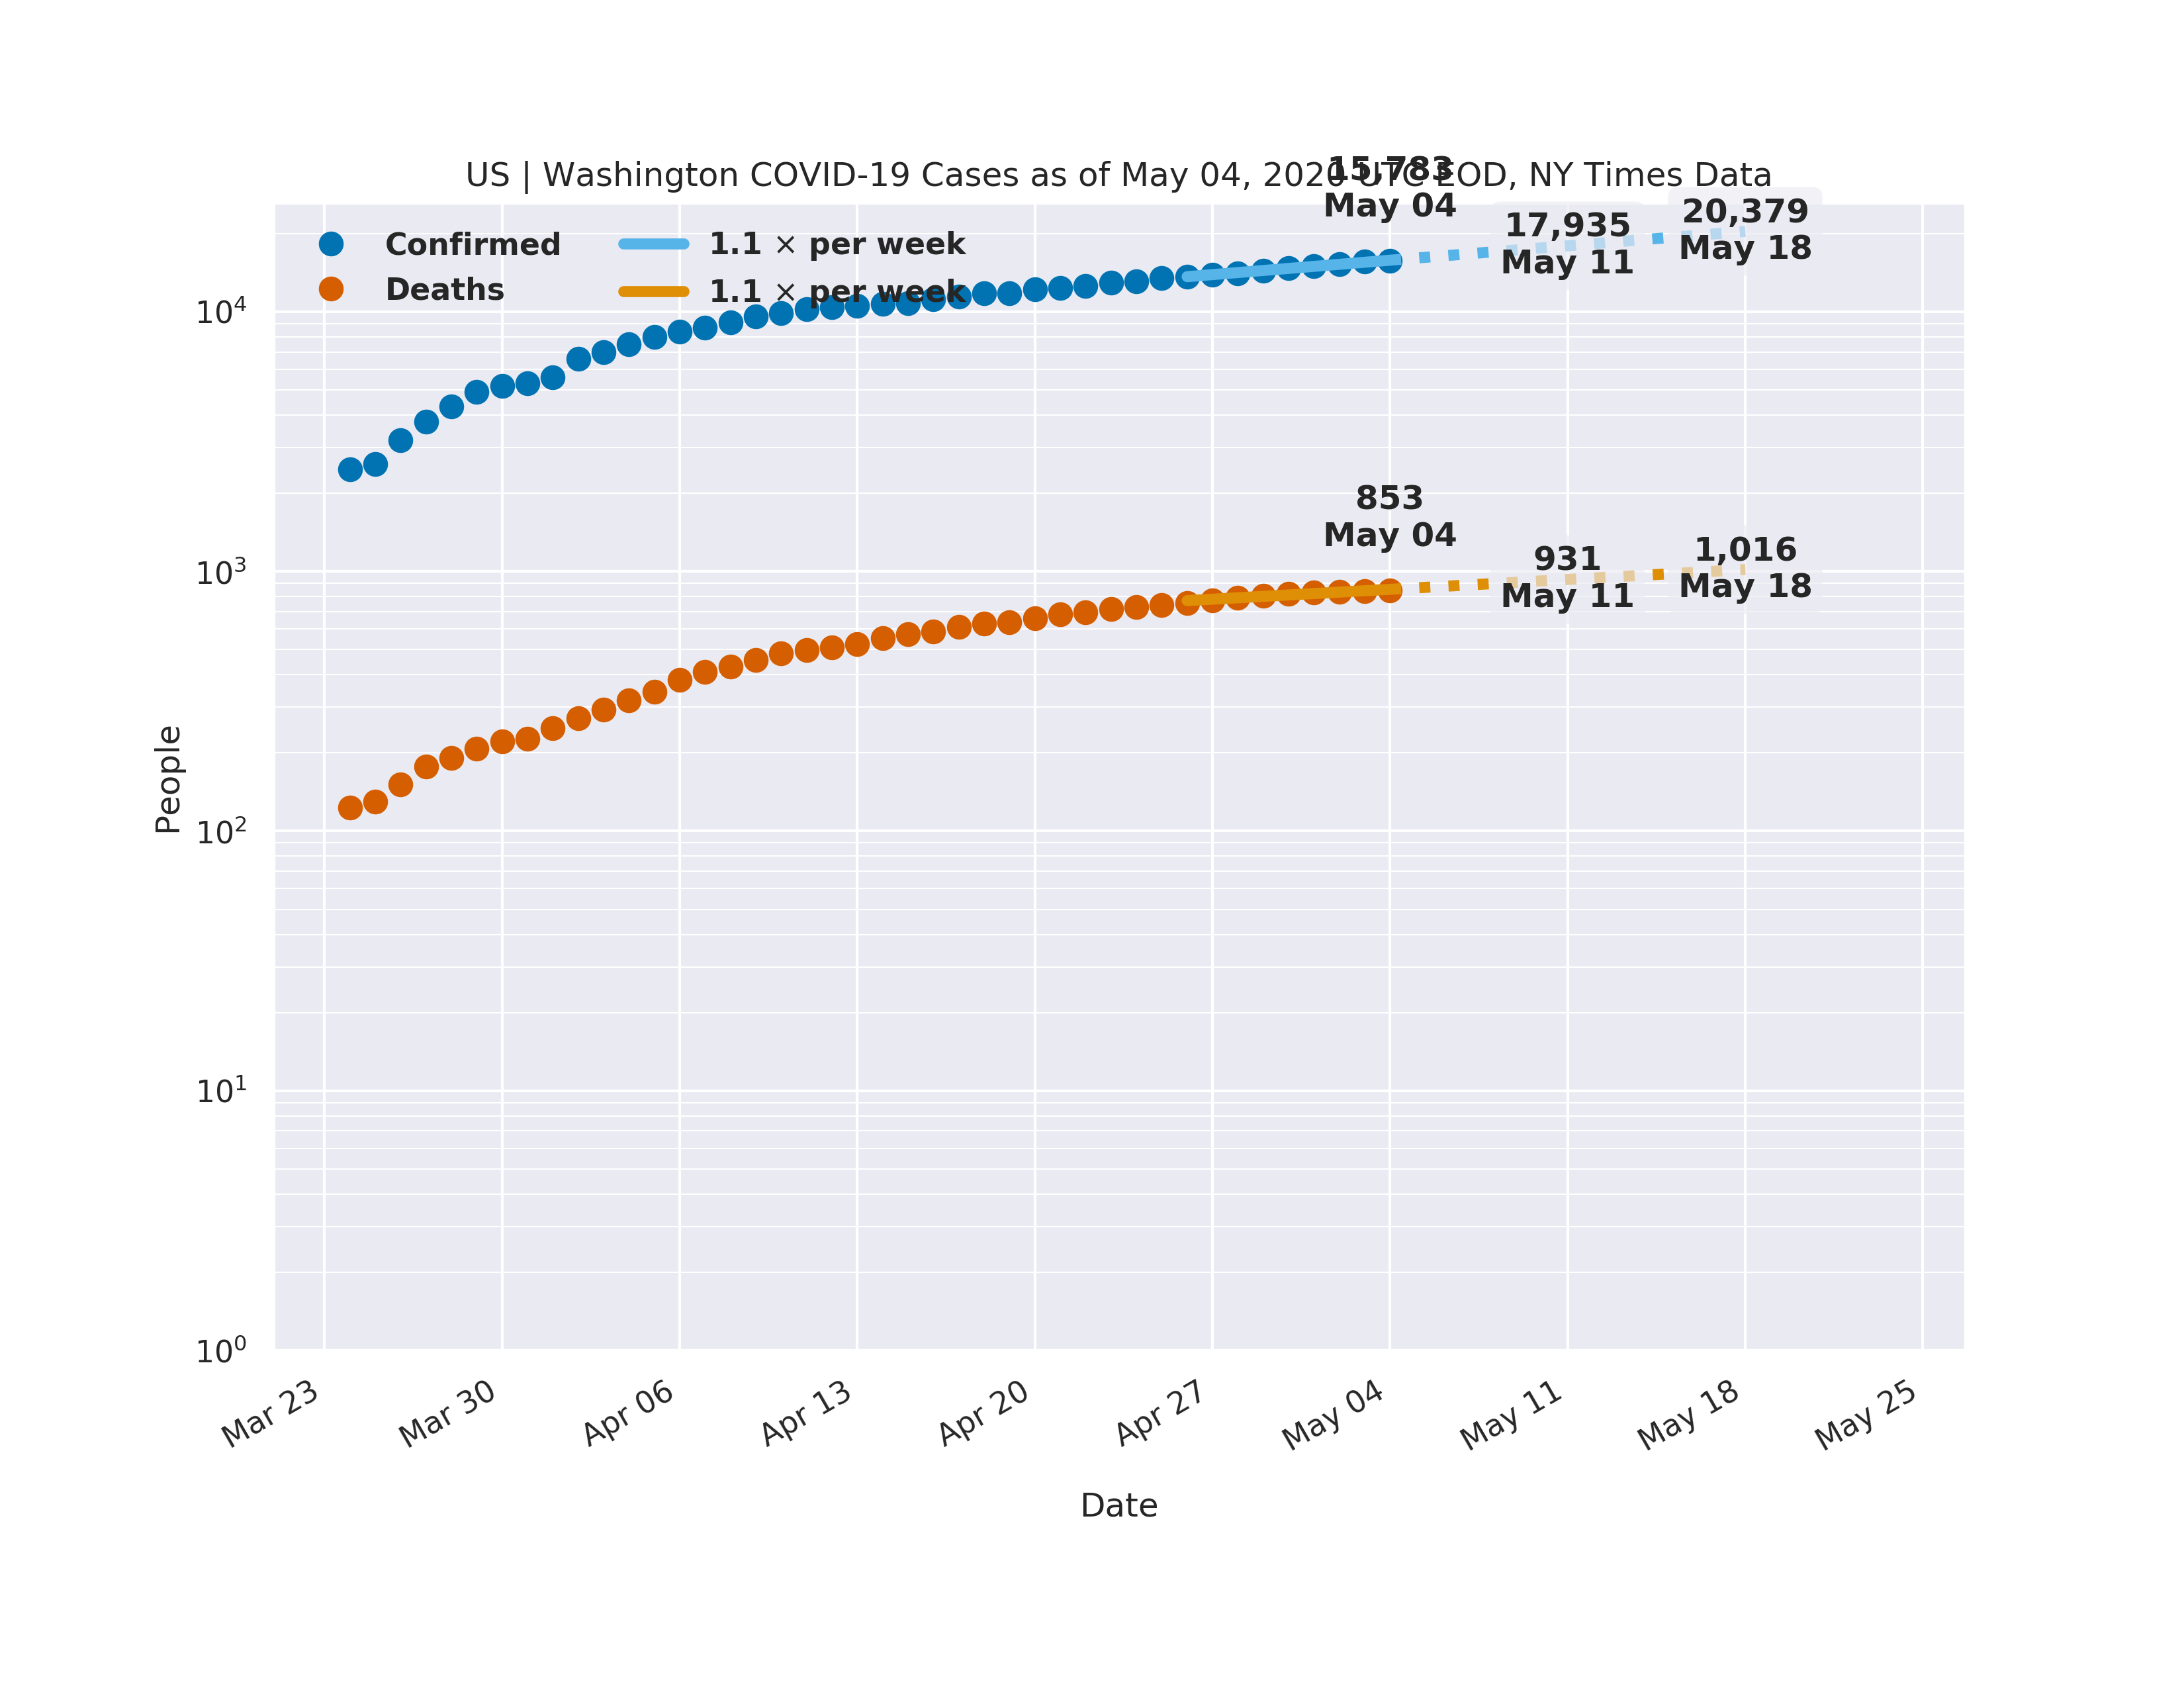 US | Washington COVID-19 Cases as of May 04, 2020 UTC EOD, NY Times Data
15,783
May 04
17,935
May 11
20,379
May 18
Confirmed
Deaths
1.1 × per week
1.1 × per week
853
May 04
931
May 11
1,016
May 18
People
10⁴
10³
10²
10¹
10⁰
Mar 23
Mar 30
Apr 06
Apr 13
Apr 20
Apr 27
May 04
May 11
May 18
May 25
Date